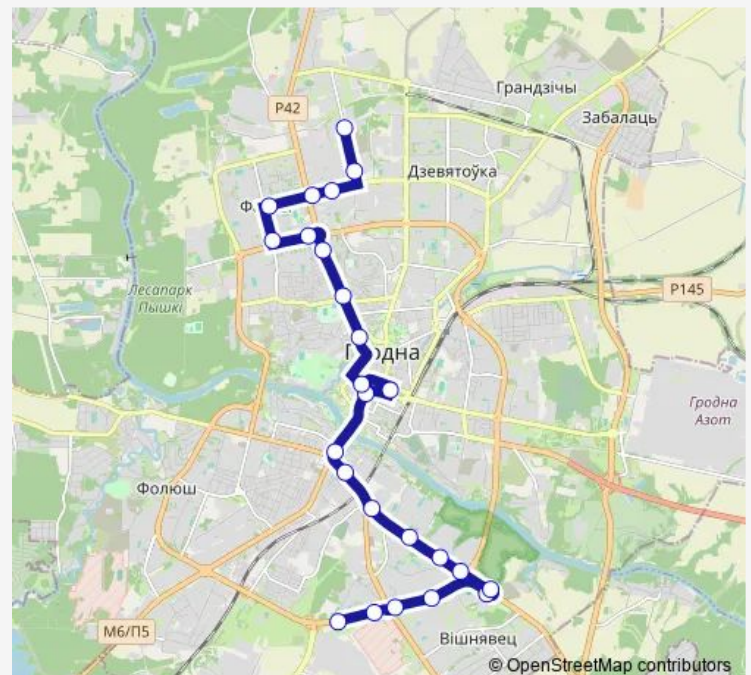 Грандзічы
Р42
Забалаць
Дзевятоўка
Лесапарк
Пышкі
Р145
Гродна
Азот
Фолюш
М6/П5
Вішнявец
© OpenStreetMap contributors